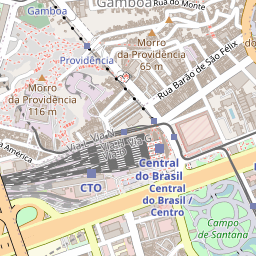 Gamboa
Gamboa
Rua do Monte
Morro
da Providência
65 m
Providência
Rua Barão de São Félix
Morro
da Providência
116 m
América
Central
do Brasil
CTO
Central
do Brasil /
Centro
Campo
de Santana